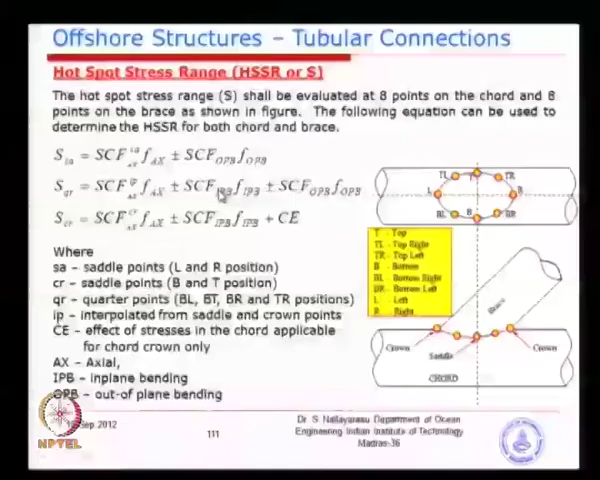 Offshore Structures – Tubular Connections
Hot Spot Stress Range (HSSR or S)
The hot spot stress range (S) shall be evaluated at 8 points on the chord and 8
points on the brace as shown in figure. The following equation can be used to
determine the HSSR for both chord and brace.
S_sa = SCF_AX^sa f_AX ± SCF_OPB f_OPB
S_qr = SCF_AX^qr f_AX ± SCF_IPB f_IPB ± SCF_OPB f_OPB
S_cr = SCF_AX^cr f_AX ± SCF_IPB f_IPB + CE
Where
sa – saddle points (L and R position)
cr – saddle points (B and T position)
qr – quarter points (BL, BT, BR and TR positions)
ip – interpolated from saddle and crown points
CE – effect of stresses in the chord applicable
for chord crown only
AX – Axial,
IPB – inplane bending
OPB – out-of plane bending
TL T TR
L B
BL B BR
T - Top
TL - Top Right
TR - Top Left
B - Bottom
BL - Bottom Right
BR - Bottom Left
L - Left
R - Right
Brace
Crown
Saddle
Crown
CHORD
Sep 2012
111
Dr. S. Nallayarasu Department of Ocean
Engineering Indian Institute of Technology
Madras-36
NPTEL